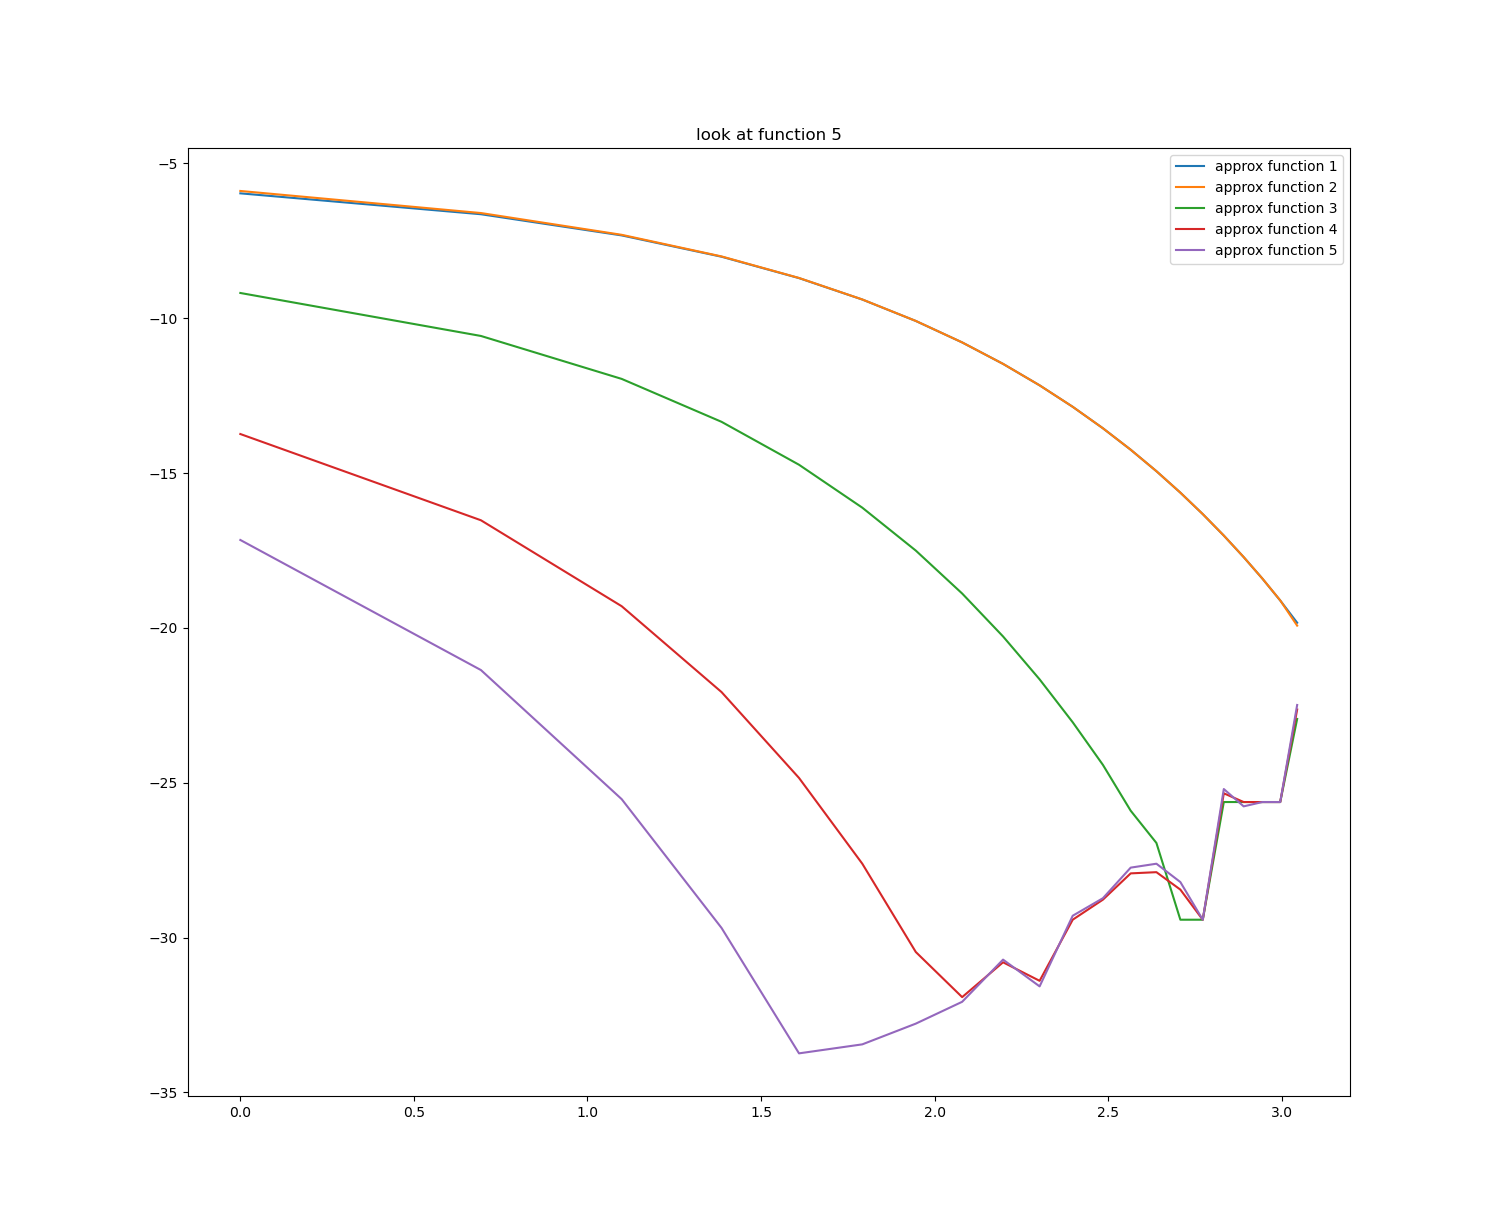 look at function 5
approx function 1
approx function 2
approx function 3
approx function 4
approx function 5
−5
−10
−15
−20
−25
−30
−35
0.0 0.5 1.0 1.5 2.0 2.5 3.0